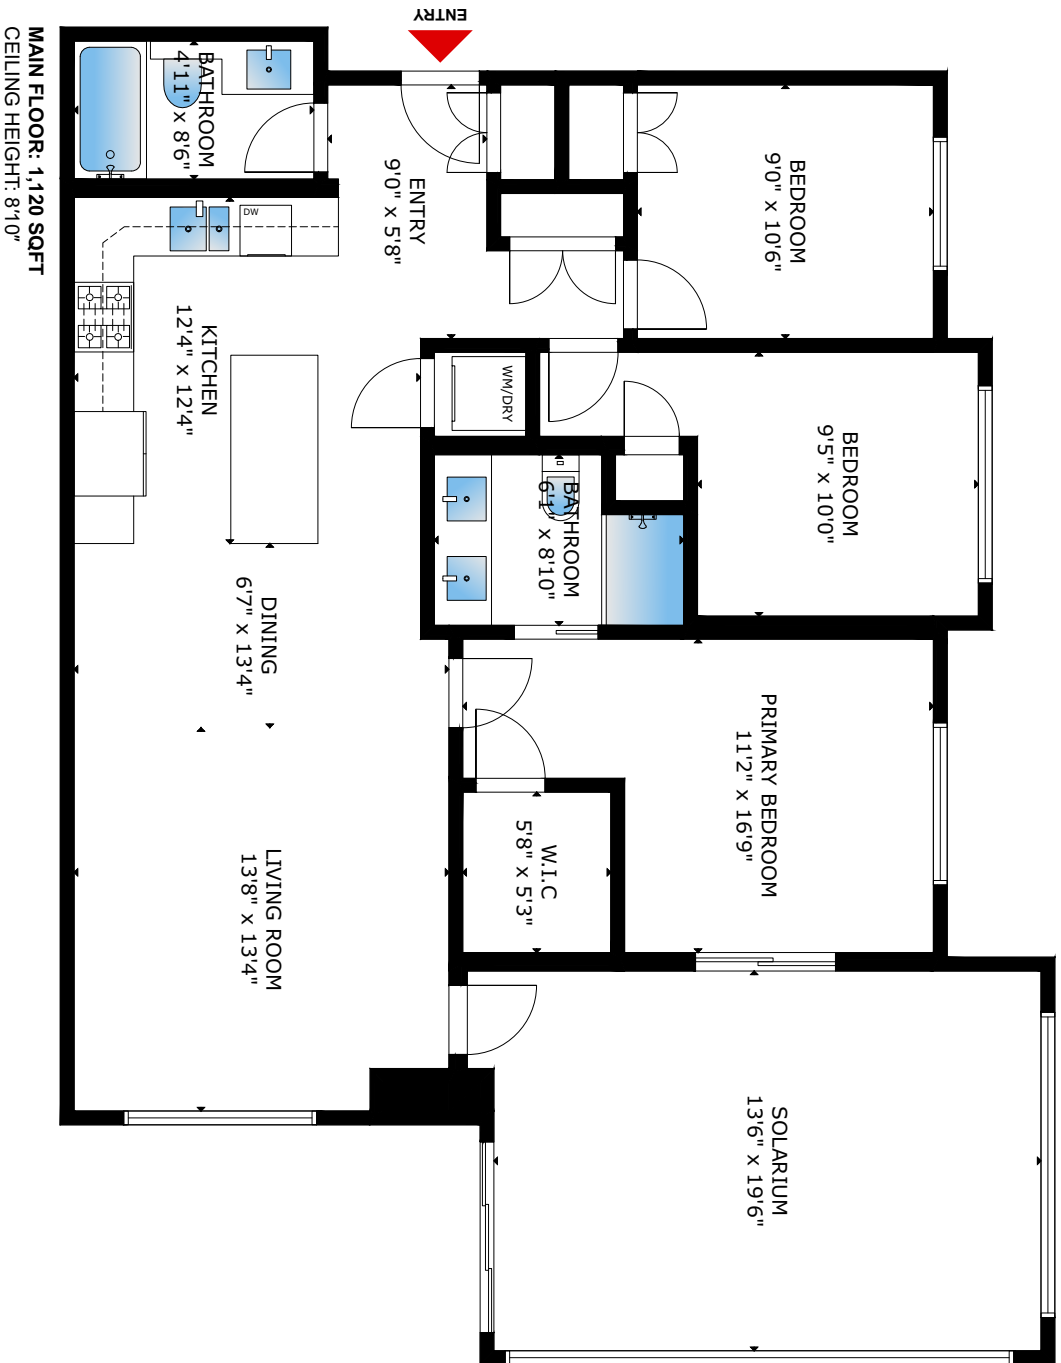 ENTRY
BATHROOM
4'11" x 8'6"
ENTRY
9'0" x 5'8"
BEDROOM
9'0" x 10'6"
DW
KITCHEN
12'4" x 12'4"
WM/DRY
BEDROOM
9'5" x 10'0"
BATHROOM
6'1" x 8'10"
DINING
6'7" x 13'4"
PRIMARY BEDROOM
11'2" x 16'9"
W.I.C
5'8" x 5'3"
LIVING ROOM
13'8" x 13'4"
SOLARIUM
13'6" x 19'6"
MAIN FLOOR: 1,120 SQFT
CEILING HEIGHT: 8'10"